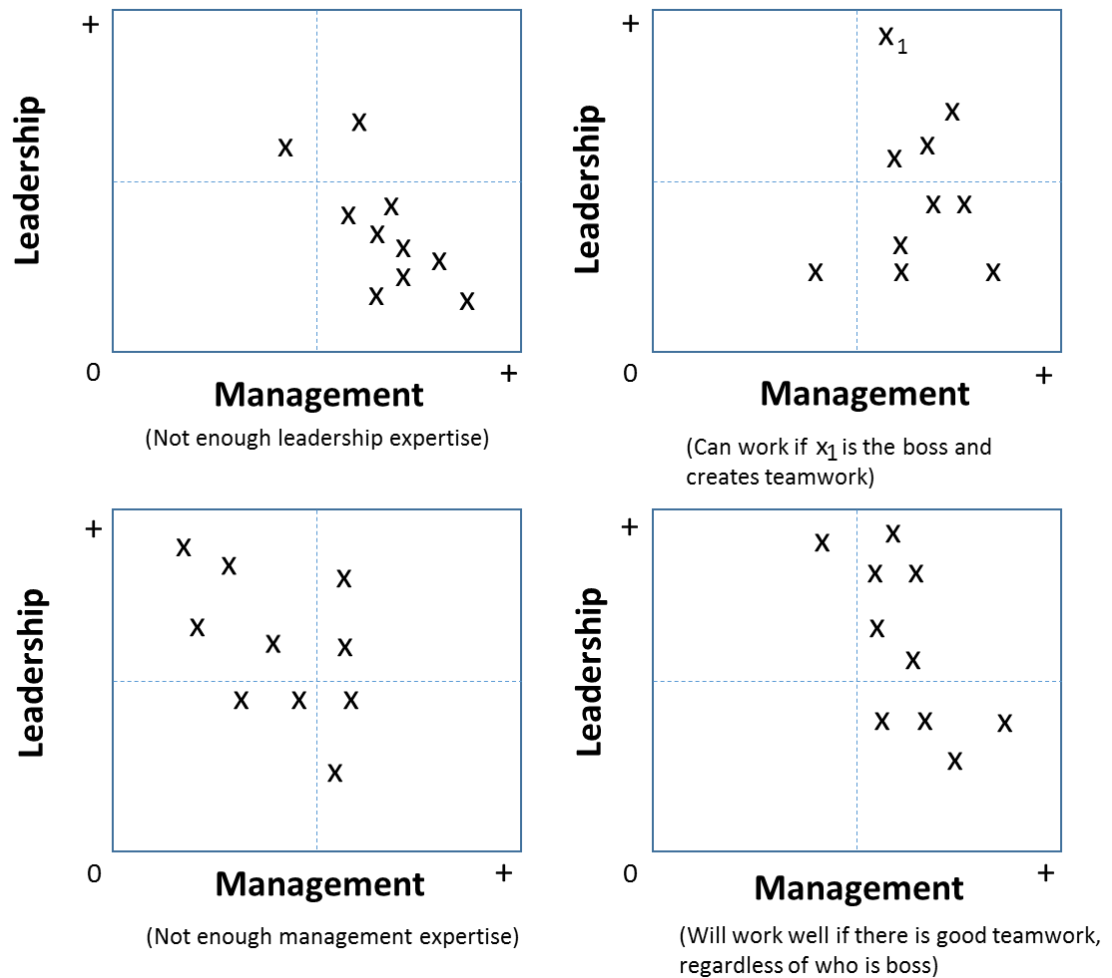 +
Leadership
x
x
x
x
x
x
x
x
x
x
0
+
Management
(Not enough leadership expertise)
+
Leadership
x1
x
x
x
x
x
x
x
x
x
0
+
Management
(Can work if x1 is the boss and
creates teamwork)
+
Leadership
x
x
x
x
x
x
x
x
x
x
0
+
Management
(Not enough management expertise)
+
Leadership
x
x
x
x
x
x
x
x
x
x
0
+
Management
(Will work well if there is good teamwork,
regardless of who is boss)